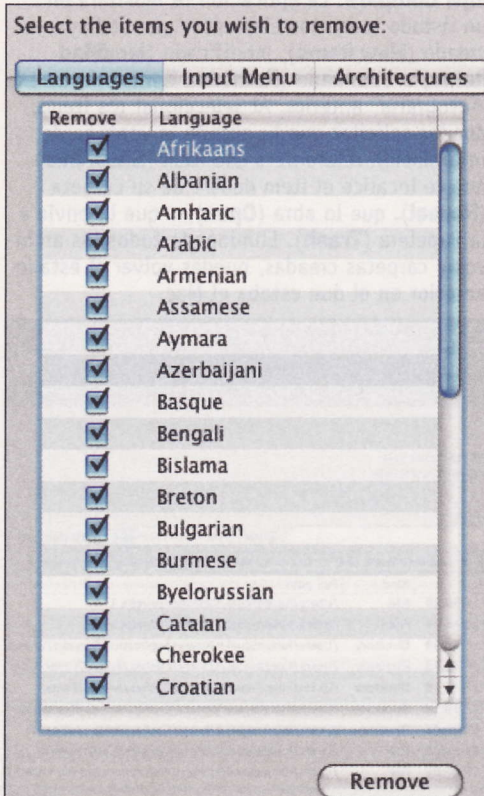 Select the items you wish to remove:
Languages Input Menu Architectures
Remove Language
Afrikaans
Albanian
Amharic
Arabic
Armenian
Assamese
Aymara
Azerbaijani
Basque
Bengali
Bislama
Breton
Bulgarian
Burmese
Byelorussian
Catalan
Cherokee
Croatian
Remove